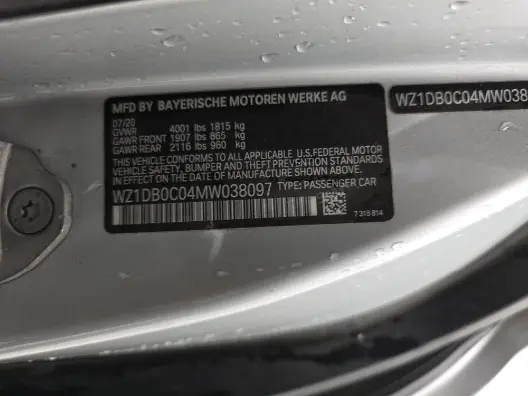 MFD BY BAYERISCHE MOTOREN WERKE AG
07/20
GVWR 4001 lbs 1815 kg
GAWR FRONT 1907 lbs 865 kg
GAWR REAR 2116 lbs 960 kg
THIS VEHICLE CONFORMS TO ALL APPLICABLE U.S.FEDERAL MOTOR
VEHICLE SAFETY, BUMPER AND THEFT PREVENTION STANDARDS
IN EFFECT ON THE DATE OF MANUFACTURE SHOWN ABOVE.
WZ1DB0C04MW038097 TYPE: PASSENGER CAR
7 315 814
WZ1DB0C04MW038